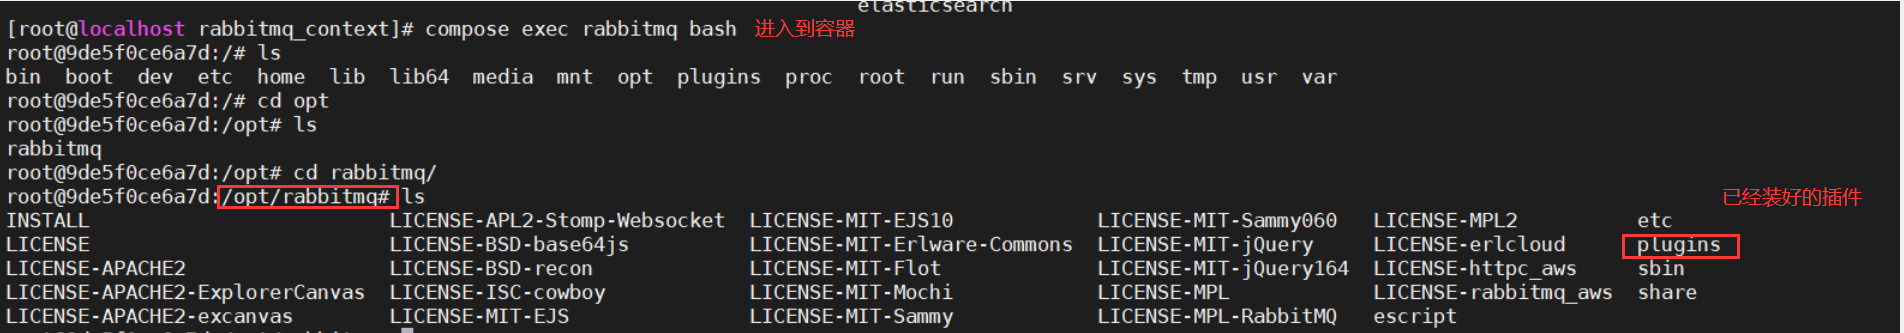 elasticsearch
[root@localhost rabbitmq_context]# compose exec rabbitmq bash 进入到容器
root@9de5f0ce6a7d:/# ls
bin boot dev etc home lib lib64 media mnt opt plugins proc root run sbin srv sys tmp usr var
root@9de5f0ce6a7d:/# cd opt
root@9de5f0ce6a7d:/opt# ls
rabbitmq
root@9de5f0ce6a7d:/opt# cd rabbitmq/
root@9de5f0ce6a7d:/opt/rabbitmq# ls 已经装好的插件
INSTALL LICENSE-APL2-Stomp-Websocket LICENSE-MIT-EJS10 LICENSE-MIT-Sammy060 LICENSE-MPL2 etc
LICENSE LICENSE-BSD-base64js LICENSE-MIT-Erlware-Commons LICENSE-MIT-jQuery LICENSE-erlcloud plugins
LICENSE-APACHE2 LICENSE-BSD-recon LICENSE-MIT-Flot LICENSE-MIT-jQuery164 LICENSE-httpc_aws sbin
LICENSE-APACHE2-ExplorerCanvas LICENSE-ISC-cowboy LICENSE-MIT-Mochi LICENSE-MPL LICENSE-rabbitmq_aws share
LICENSE-APACHE2-excanvas LICENSE-MIT-EJS LICENSE-MIT-Sammy LICENSE-MPL-RabbitMQ escript